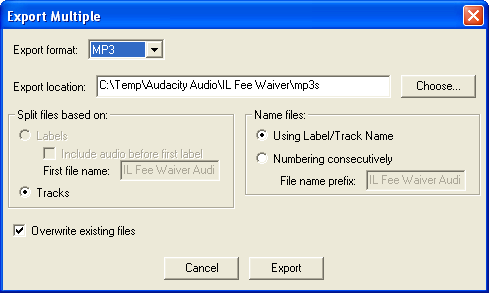 Export Multiple
Export format: MP3
Export location: C:\Temp\Audacity Audio\IL Fee Waiver\mp3s Choose...
Split files based on:
Labels
Include audio before first label
First file name: IL Fee Waiver Audi
Tracks
Name files:
Using Label/Track Name
Numbering consecutively
File name prefix: IL Fee Waiver Audi
Overwrite existing files
Cancel Export